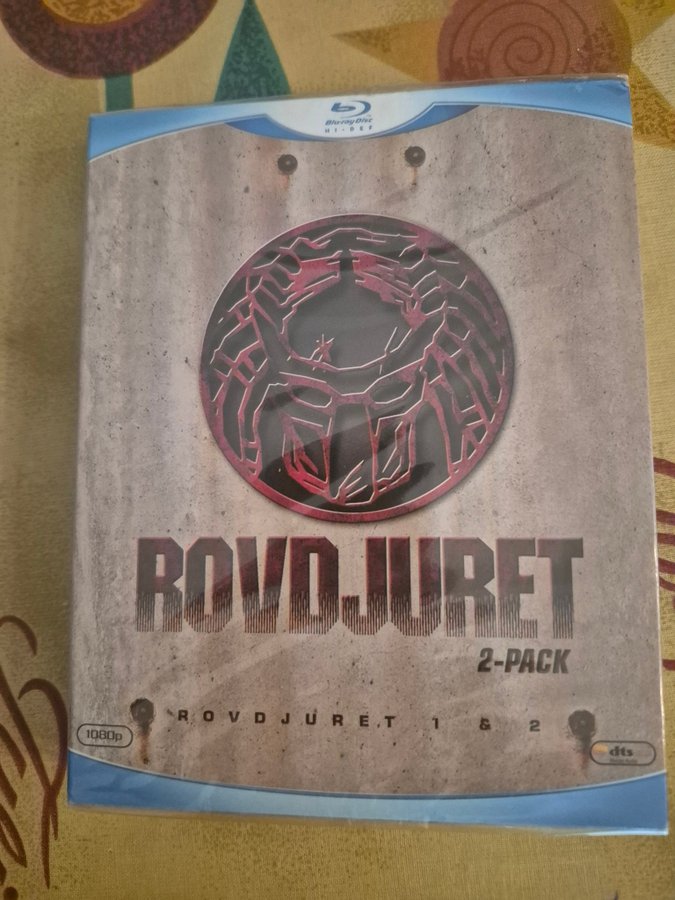 Blu-ray Disc
HI-DEF
ROVDJURET
2-PACK
ROVDJURET 1 & 2
1080p
dts